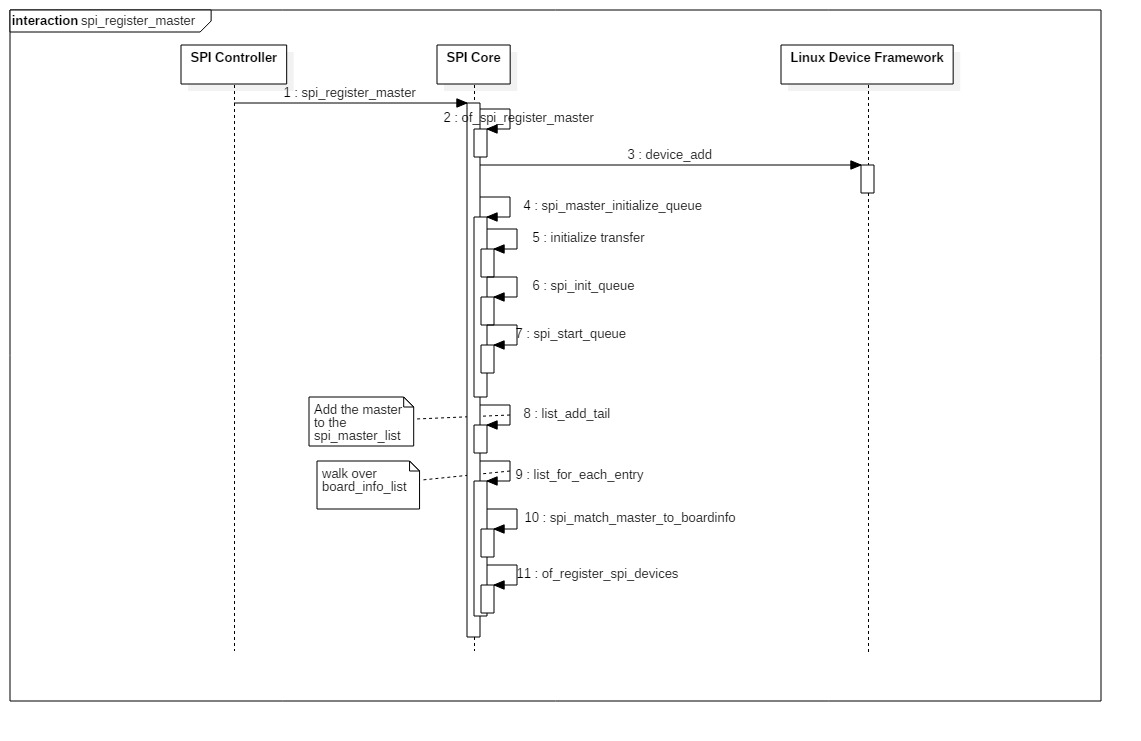 interaction spi_register_master
SPI Controller
SPI Core
Linux Device Framework
1 : spi_register_master
2 : of_spi_register_master
3 : device_add
4 : spi_master_initialize_queue
5 : initialize transfer
6 : spi_init_queue
7 : spi_start_queue
Add the master
to the
spi_master_list
8 : list_add_tail
walk over
board_info_list
9 : list_for_each_entry
10 : spi_match_master_to_boardinfo
11 : of_register_spi_devices